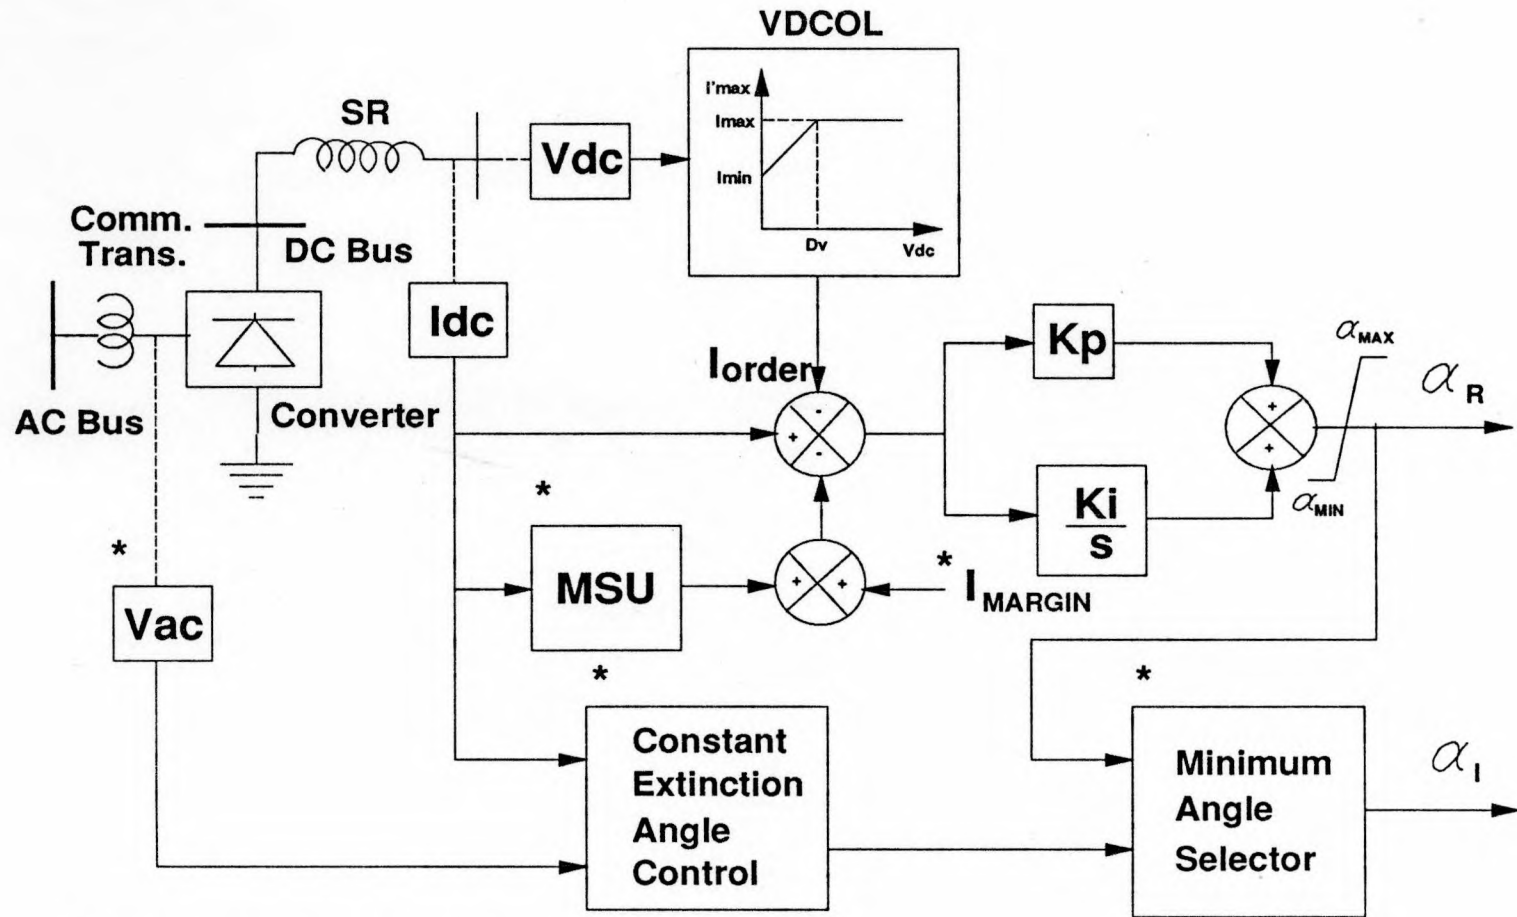 VDCOL
I'max
Imax
Imin
Dv
Vdc
SR
Vdc
Comm.
Trans.
DC Bus
Idc
AC Bus
Converter
Iorder
-
+
-
Kp
+
+
αMAX
αMIN
αR
Ki
s
*
MSU
+
+
*
IMARGIN
*
Vac
*
Constant
Extinction
Angle
Control
*
Minimum
Angle
Selector
αI